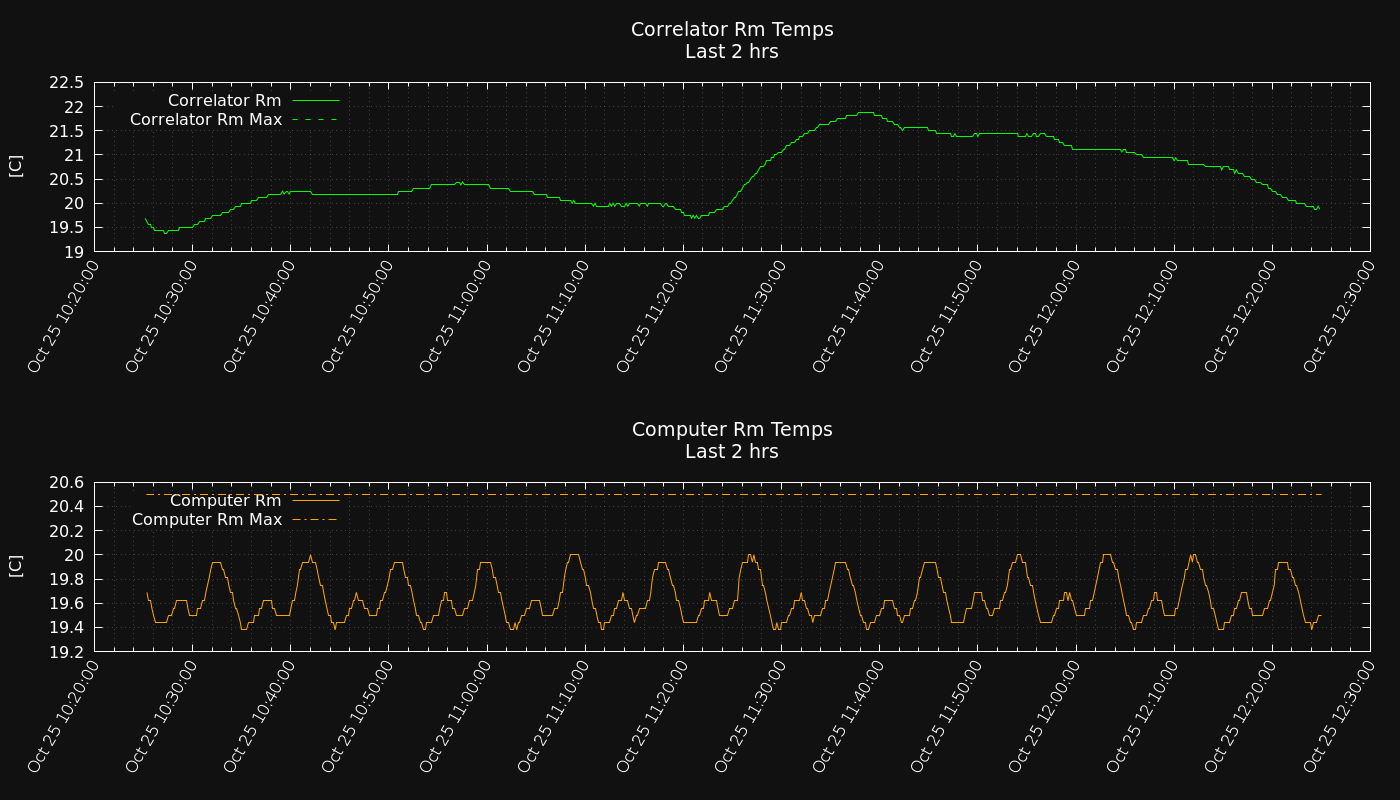 Correlator Rm Temps
Last 2 hrs
22.5
22
21.5
21
20.5
20
19.5
19
[C]
Correlator Rm
Correlator Rm Max
Oct 25 10:20:00
Oct 25 10:30:00
Oct 25 10:40:00
Oct 25 10:50:00
Oct 25 11:00:00
Oct 25 11:10:00
Oct 25 11:20:00
Oct 25 11:30:00
Oct 25 11:40:00
Oct 25 11:50:00
Oct 25 12:00:00
Oct 25 12:10:00
Oct 25 12:20:00
Oct 25 12:30:00
Computer Rm Temps
Last 2 hrs
20.6
20.4
20.2
20
19.8
19.6
19.4
19.2
[C]
Computer Rm
Computer Rm Max
Oct 25 10:20:00
Oct 25 10:30:00
Oct 25 10:40:00
Oct 25 10:50:00
Oct 25 11:00:00
Oct 25 11:10:00
Oct 25 11:20:00
Oct 25 11:30:00
Oct 25 11:40:00
Oct 25 11:50:00
Oct 25 12:00:00
Oct 25 12:10:00
Oct 25 12:20:00
Oct 25 12:30:00